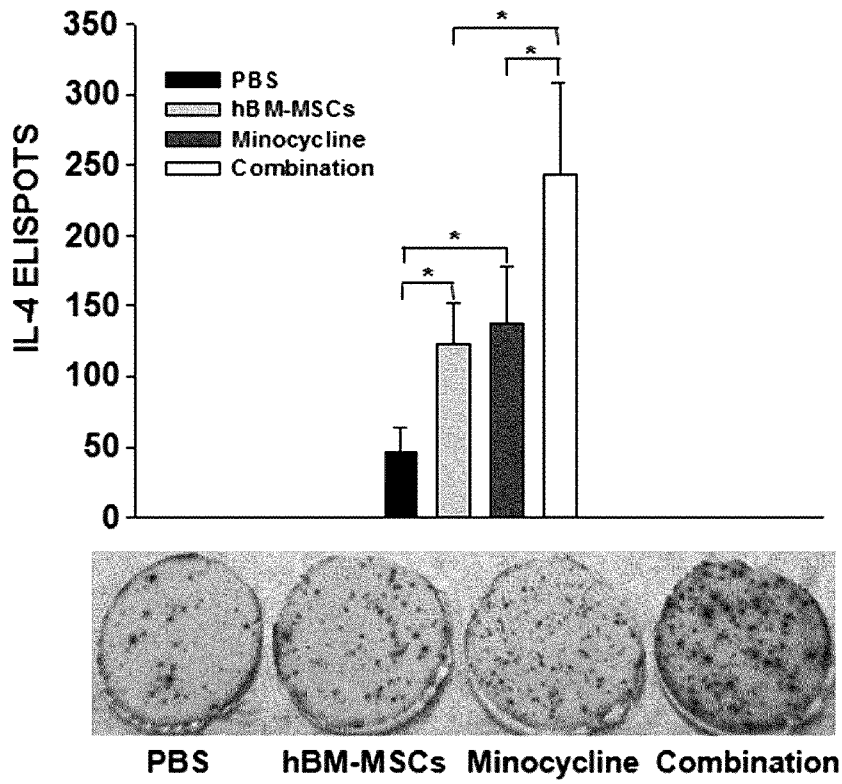 350
300
250
200
150
100
50
0
IL-4 ELISPOTS
PBS
hBM-MSCs
Minocycline
Combination
*
*
*
*
PBS hBM-MSCs Minocycline Combination